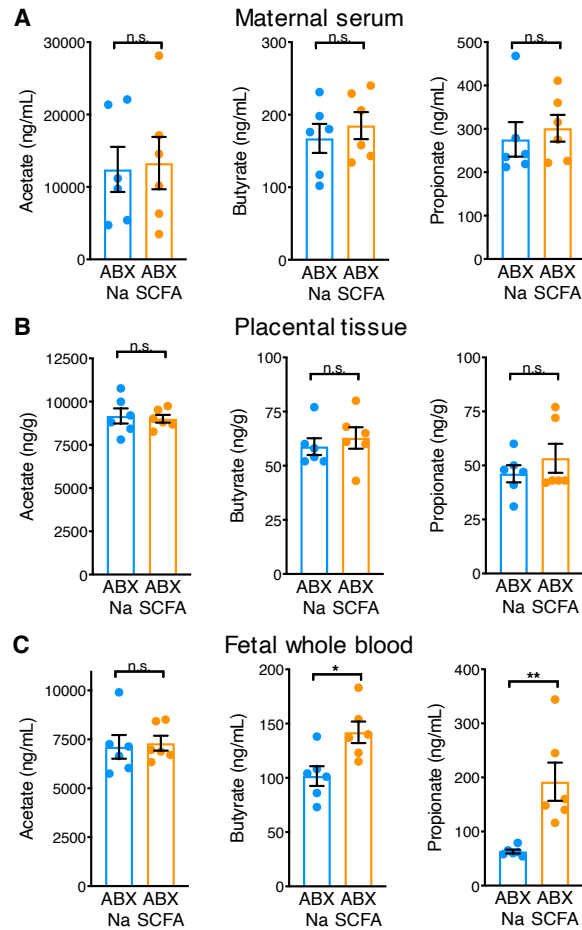 A Maternal serum
n.s. n.s. n.s.
Acetate (ng/mL) 30000 20000 10000 0
Butyrate (ng/mL) 300 200 100 0
Propionate (ng/mL) 500 400 300 200 100 0
ABX ABX ABX ABX ABX ABX
Na SCFA Na SCFA Na SCFA
B Placental tissue
n.s. n.s. n.s.
Acetate (ng/g) 12500 10000 7500 5000 2500 0
Butyrate (ng/g) 100 75 50 25 0
Propionate (ng/g) 100 75 50 25 0
ABX ABX ABX ABX ABX ABX
Na SCFA Na SCFA Na SCFA
C Fetal whole blood
n.s. * **
Acetate (ng/mL) 10000 7500 5000 2500 0
Butyrate (ng/mL) 200 150 100 50 0
Propionate (ng/mL) 400 300 200 100 0
ABX ABX ABX ABX ABX ABX
Na SCFA Na SCFA Na SCFA